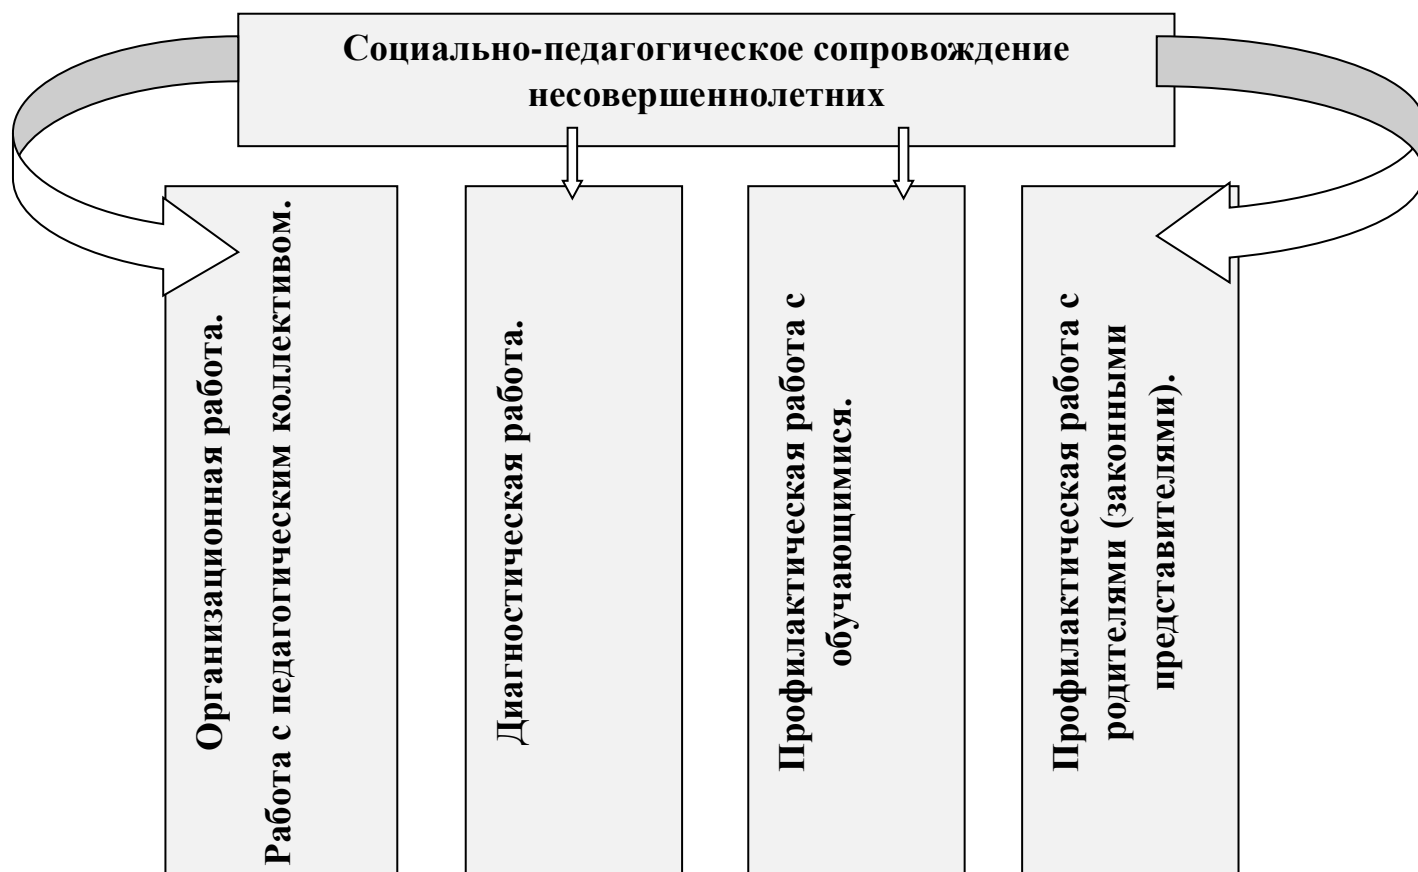 Социально-педагогическое сопровождение
несовершеннолетних
Организационная работа.
Работа с педагогическим коллективом.
Диагностическая работа.
Профилактическая работа с
обучающимися.
Профилактическая работа с
родителями (законными
представителями).